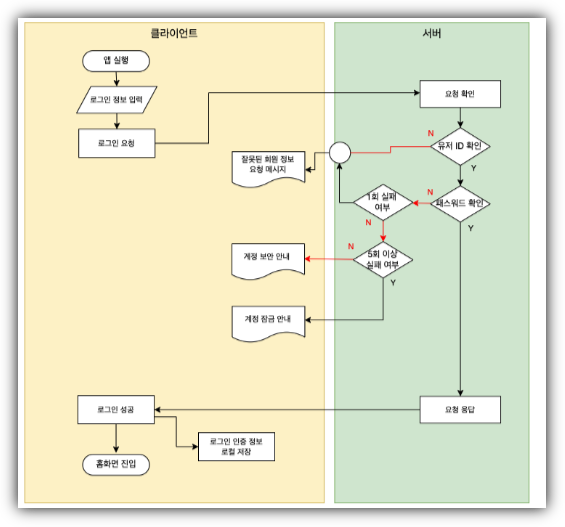 클라이언트
서버
앱 실행
로그인 정보 입력
요청 확인
로그인 요청
N
유저 ID 확인
잘못된 회원 정보
요청 메시지
Y
1회 실패
여부
N
패스워드 확인
N
Y
계정 보안 안내
N
5회 이상
실패 여부
Y
계정 잠금 안내
로그인 성공
요청 응답
로그인 인증 정보
로컬 저장
홈화면 진입